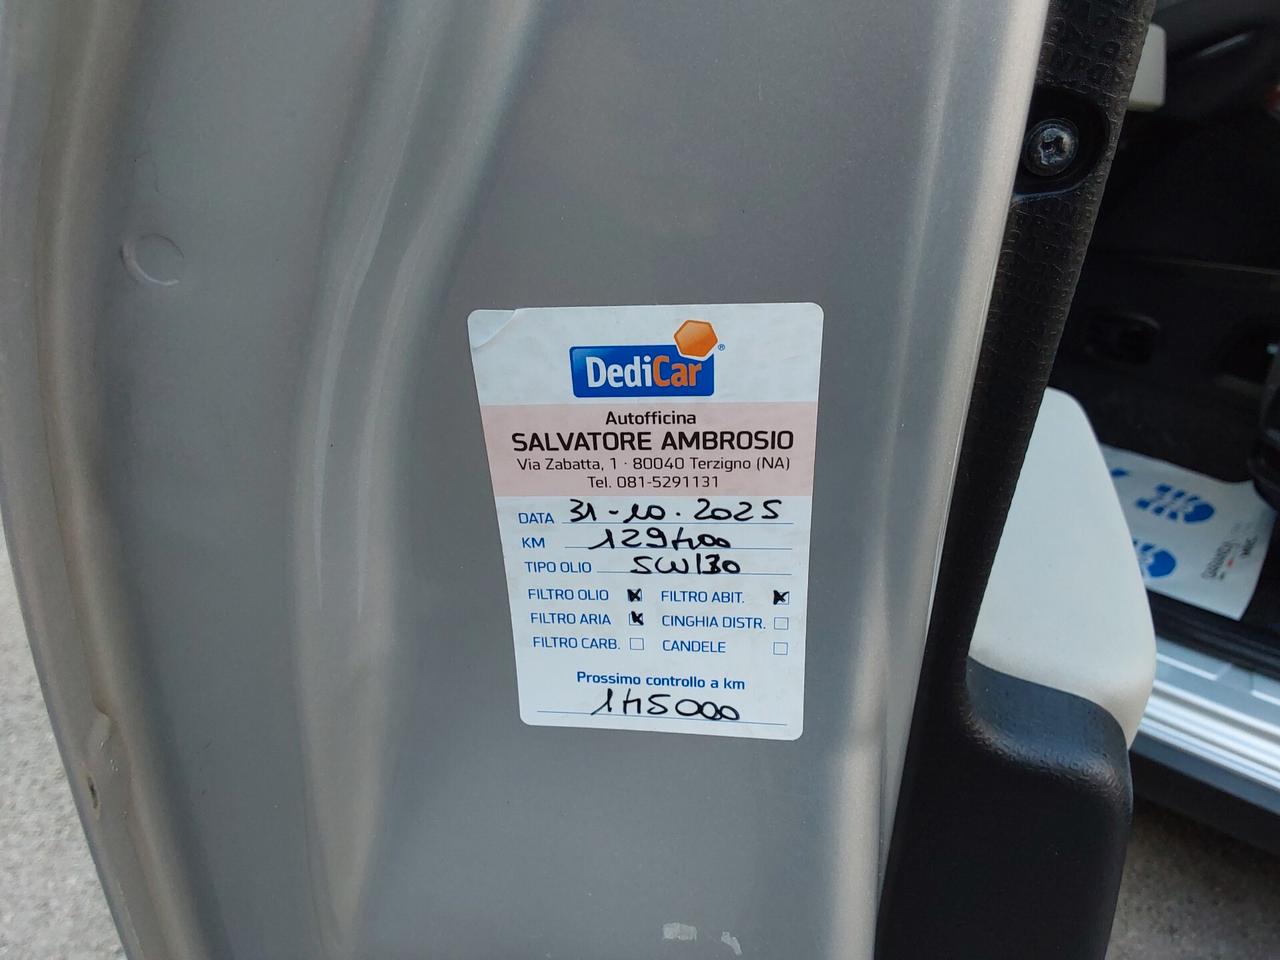 DediCar®
Autofficina
SALVATORE AMBROSIO
Via Zabatta, 1 · 80040 Terzigno (NA)
Tel. 081-5291131
DATA 31-10.2025
KM 129400
TIPO OLIO 5W/30
FILTRO OLIO FILTRO ABIT.
FILTRO ARIA CINGHIA DISTR.
FILTRO CARB. CANDELE
Prossimo controllo a km
145000